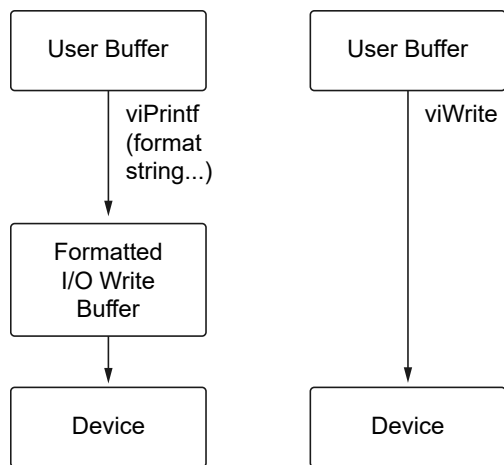 User Buffer
viPrintf
(format
string...)
Formatted
I/O Write
Buffer
Device
User Buffer
viWrite
Device